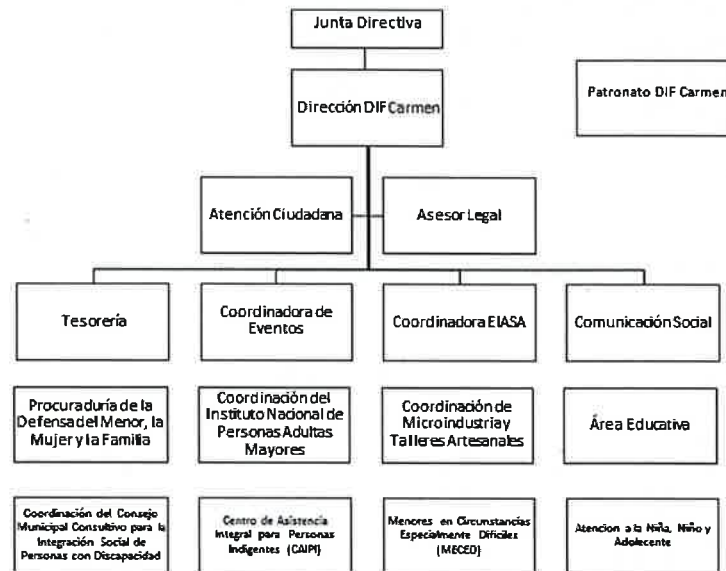 Junta Directiva
Dirección DIF Carmen
Patronato DIF Carmen
Atención Ciudadana
Asesor Legal
Tesorería
Coordinadora de
Eventos
Coordinadora EIASA
Comunicación Social
Procuraduría de la
Defensa del Menor, la
Mujer y la Familia
Coordinación del
Instituto Nacional de
Personas Adultas
Mayores
Coordinación de
Microindustria y
Talleres Artesanales
Área Educativa
Coordinación del Consejo
Municipal Consultivo para la
Integración Social de
Personas con Discapacidad
Centro de Asistencia
Integral para Personas
Indigentes (CAIPI)
Menores en Circunstancias
Especialmente Difíciles
(MECED)
Atencion a la Niña, Niño y
Adolecente